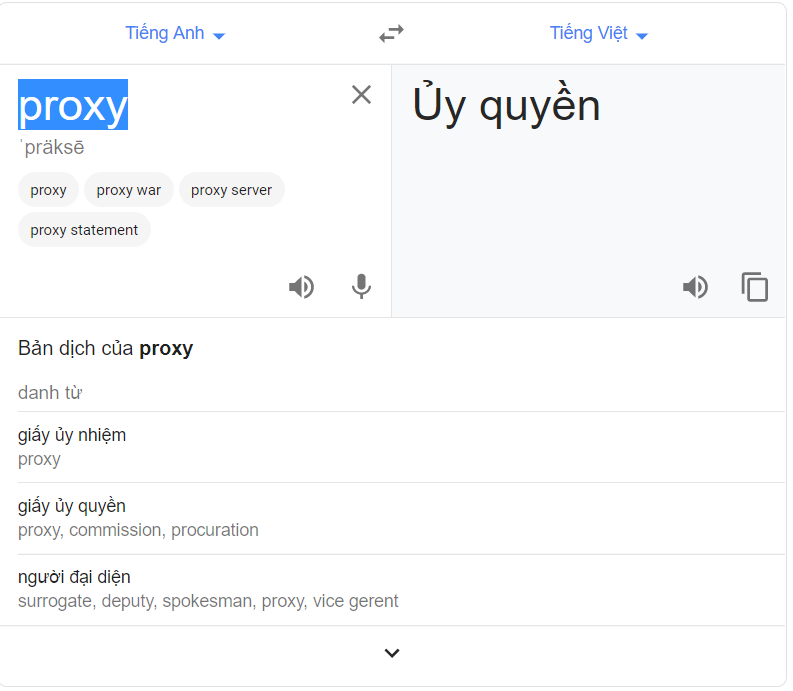 Tiếng Anh Tiếng Việt
proxy
ˈpräksē
proxy proxy war proxy server
proxy statement
Ủy quyền
Bản dịch của proxy
danh từ
giấy ủy nhiệm
proxy
giấy ủy quyền
proxy, commission, procuration
người đại diện
surrogate, deputy, spokesman, proxy, vice gerent